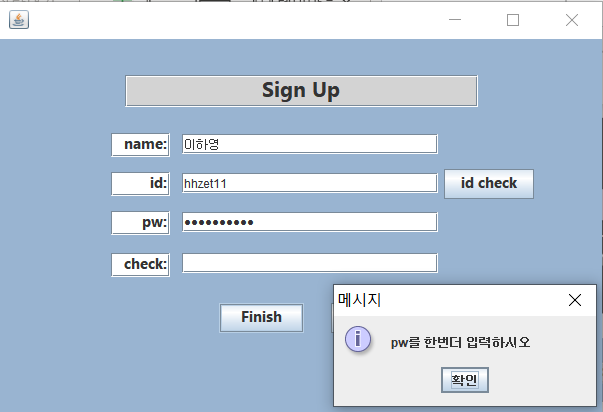 Sign Up
name:
이하영
id:
hhzet11
id check
pw:
••••••••••
check:
Finish
메시지
i
pw를 한번더 입력하시오
확인